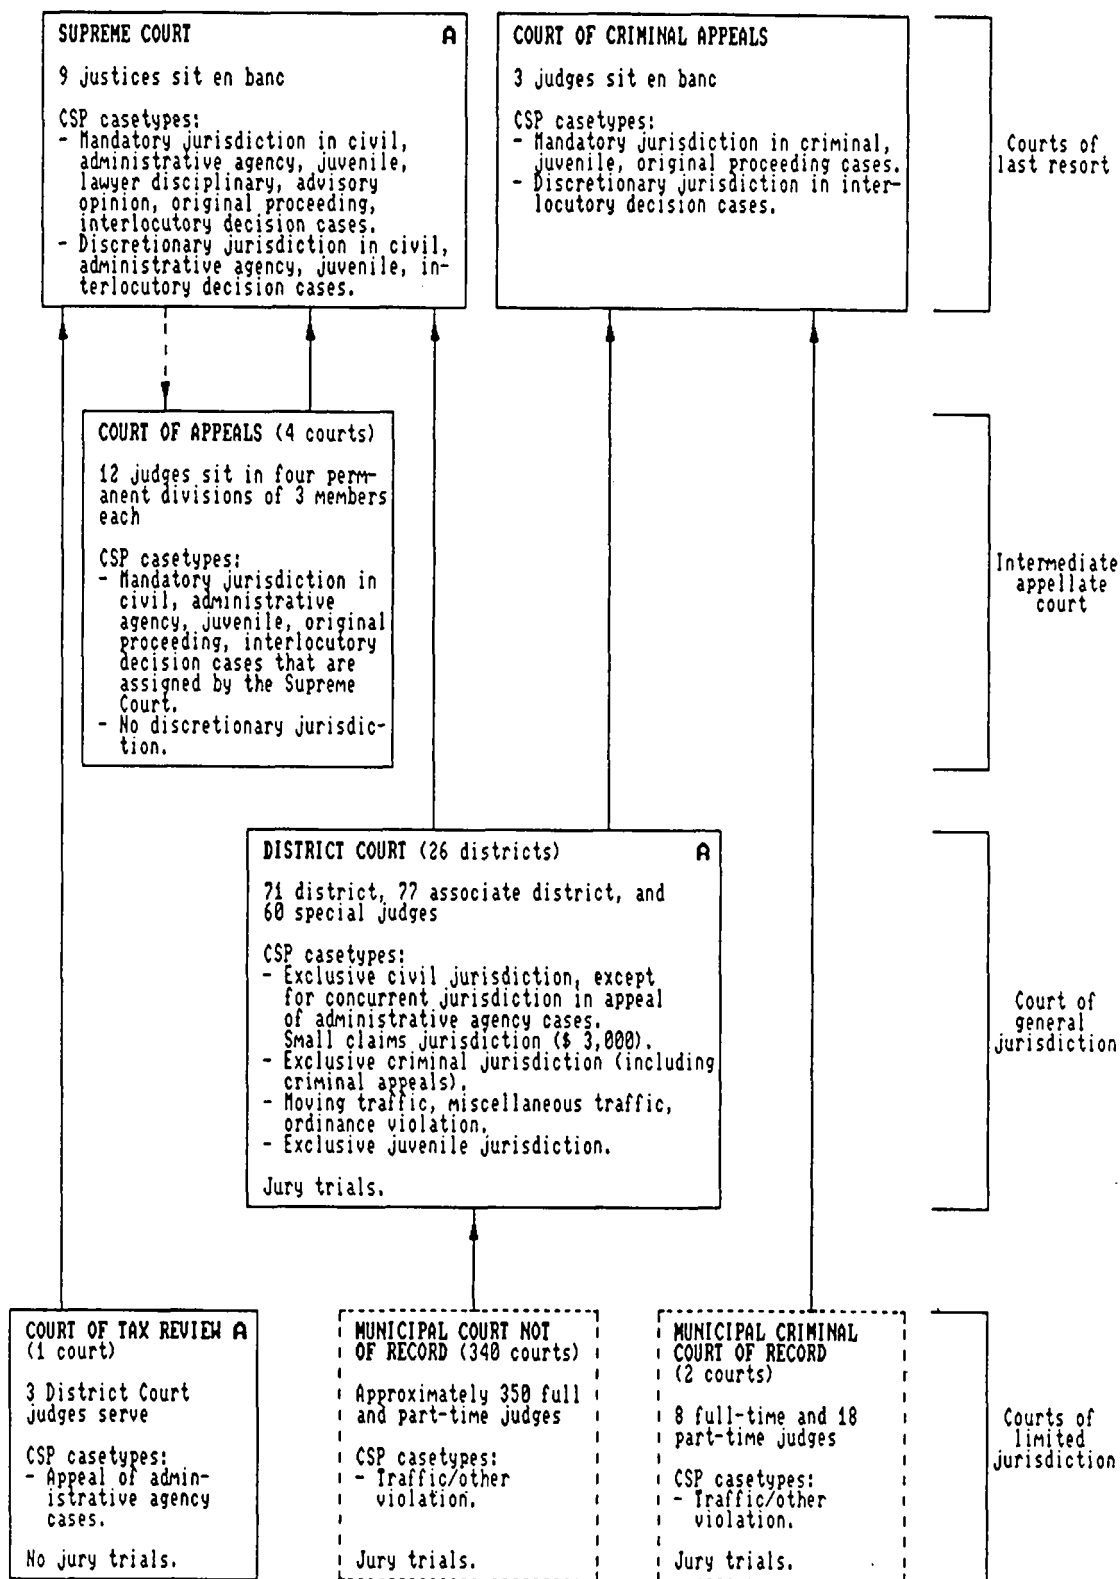 SUPREME COURT A
9 justices sit en banc
CSP casetypes:
- Mandatory jurisdiction in civil,
administrative agency, juvenile,
lawyer disciplinary, advisory
opinion, original proceeding,
interlocutory decision cases.
- Discretionary jurisdiction in civil,
administrative agency, juvenile, in-
terlocutory decision cases.
COURT OF CRIMINAL APPEALS
3 judges sit en banc
CSP casetypes:
- Mandatory jurisdiction in criminal,
juvenile, original proceeding cases.
- Discretionary jurisdiction in inter-
locutory decision cases.
Courts of
last resort
COURT OF APPEALS (4 courts)
12 judges sit in four perm-
anent divisions of 3 members
each
CSP casetypes:
- Mandatory jurisdiction in
civil, administrative
agency, juvenile, original
proceeding, interlocutory
decision cases that are
assigned by the Supreme
Court.
- No discretionary jurisdic-
tion.
Intermediate
appellate
court
DISTRICT COURT (26 districts) A
71 district, 77 associate district, and
60 special judges
CSP casetypes:
- Exclusive civil jurisdiction, except
for concurrent jurisdiction in appeal
of administrative agency cases.
Small claims jurisdiction ($ 3,000).
- Exclusive criminal jurisdiction (including
criminal appeals).
- Moving traffic, miscellaneous traffic,
ordinance violation.
- Exclusive juvenile jurisdiction.
Jury trials.
Court of
general
jurisdiction
COURT OF TAX REVIEW A
(1 court)
3 District Court
judges serve
CSP casetypes:
- Appeal of admin-
istrative agency
cases.
No jury trials.
MUNICIPAL COURT NOT
OF RECORD (340 courts)
Approximately 350 full
and part-time judges
CSP casetypes:
- Traffic/other
violation.
Jury trials.
MUNICIPAL CRIMINAL
COURT OF RECORD
(2 courts)
8 full-time and 18
part-time judges
CSP casetypes:
- Traffic/other
violation.
Jury trials.
Courts of
limited
jurisdiction